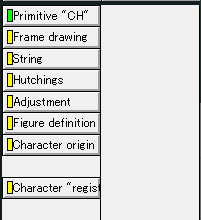 Primitive "CH"
Frame drawing
String
Hutchings
Adjustment
Figure definition
Character origin
Character "regist